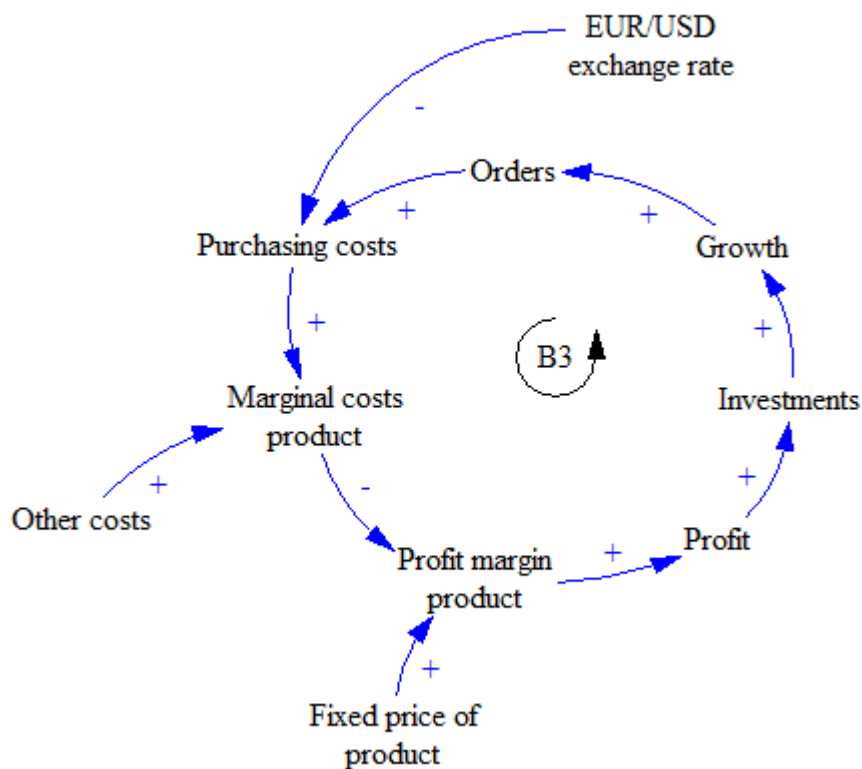 EUR/USD
exchange rate
-
Orders
+
+
Purchasing costs
Growth
+
+
B3
Marginal costs
product
Investments
+
-
+
Other costs
Profit margin
product
+
Profit
+
Fixed price of
product